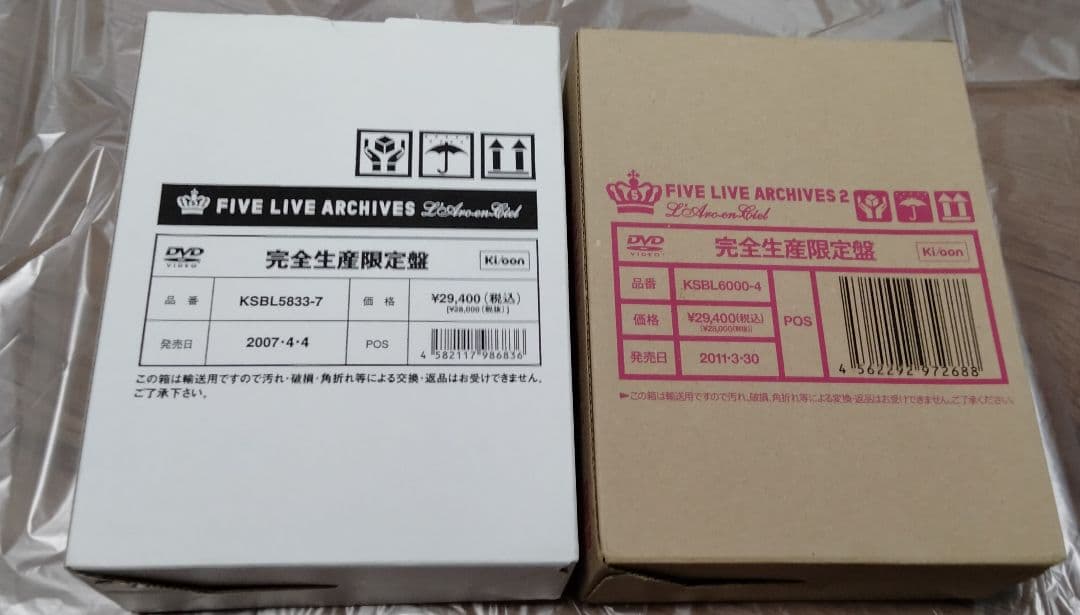 FIVE LIVE ARCHIVES L'Arc~en~Ciel
DVD VIDEO 完全生産限定盤 Ki/oon
品番 KSBL5833-7 価格 ¥29,400(税込) [¥28,000(税抜)]
発売日 2007・4・4 POS 4 582117 986836
この箱は輸送用ですので汚れ・破損・角折れ等による交換・返品はお受けできません。
ご了承下さい。
5
FIVE LIVE ARCHIVES 2
L'Arc~en~Ciel
DVD VIDEO 完全生産限定盤 Ki/oon
品番 KSBL6000-4
価格 ¥29,400(税込) [¥28,000(税抜)]
発売日 2011・3・30
POS
4 562292 972688
▶この箱は輸送用ですので汚れ、破損、角折れ等による変換・返品はお受けできません。ご了承ください。